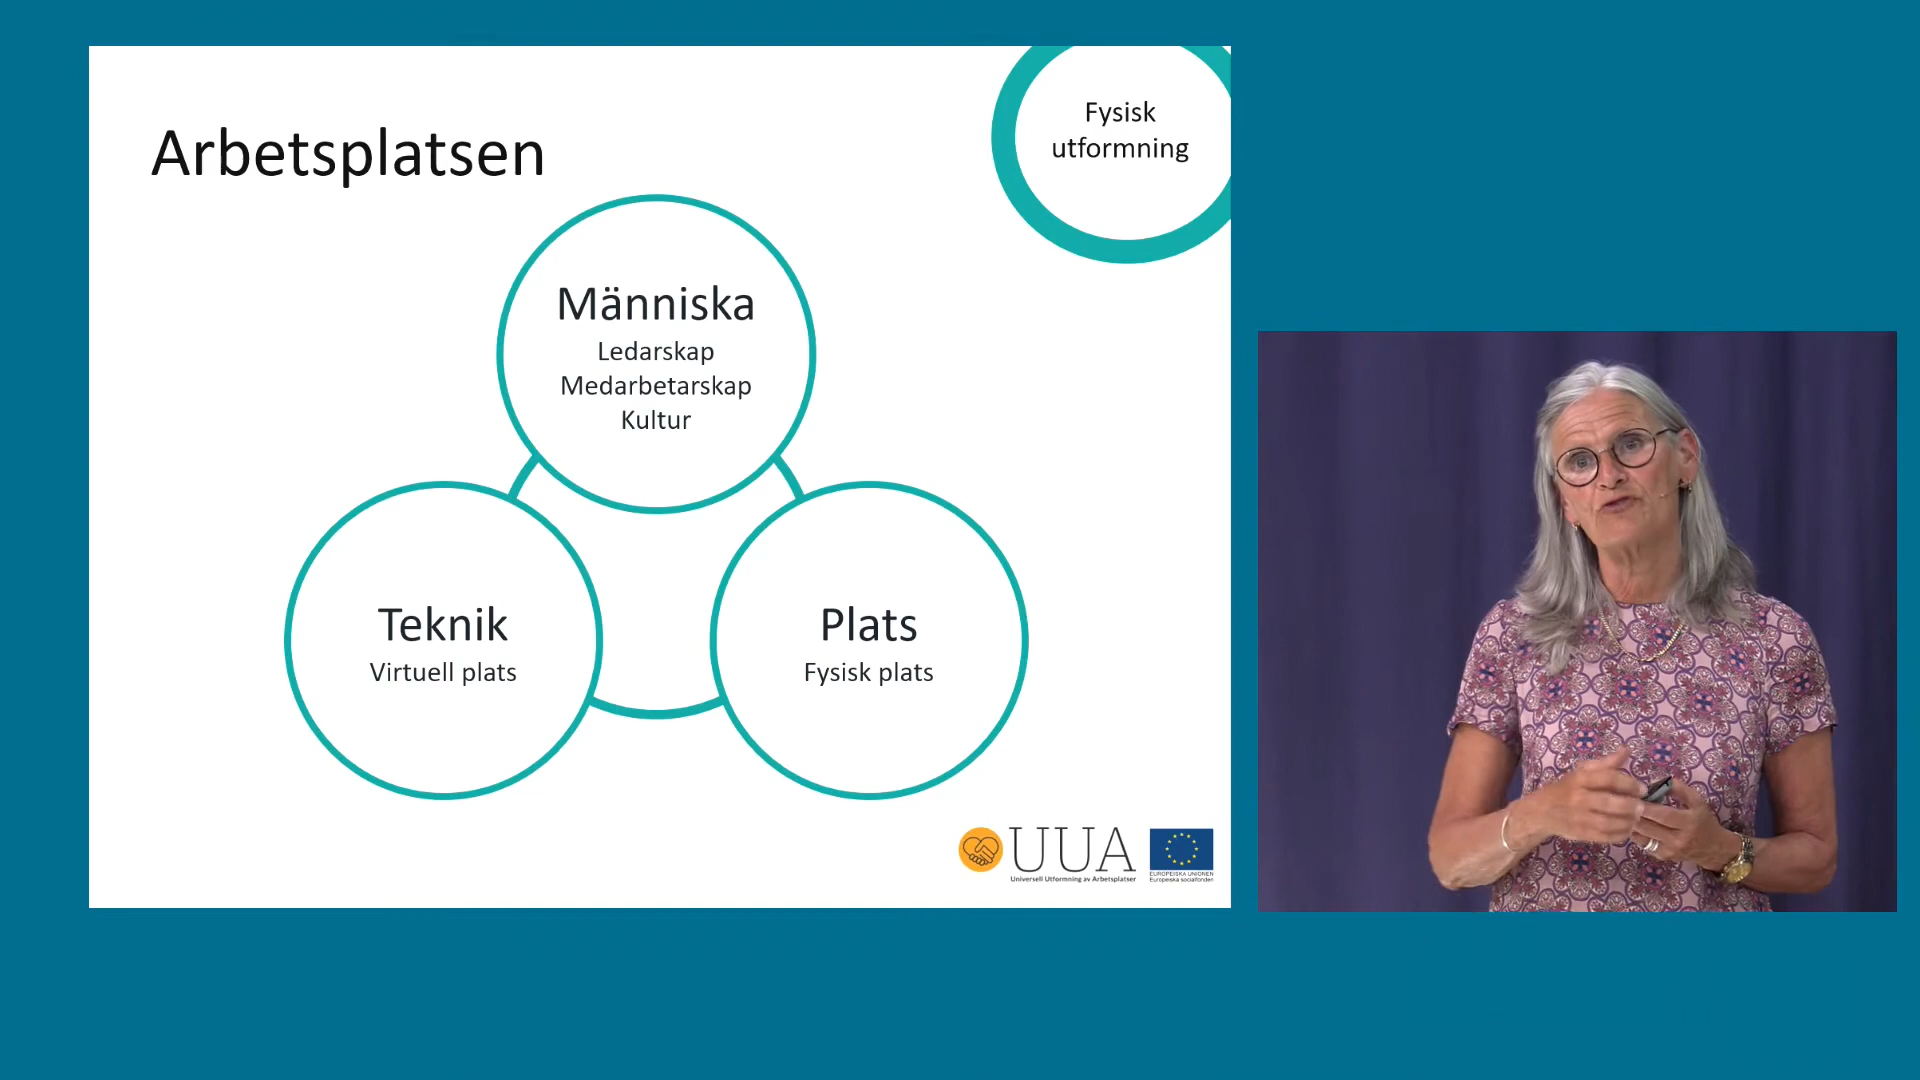 Arbetsplatsen
Fysisk
utformning
Människa
Ledarskap
Medarbetarskap
Kultur
Teknik
Virtuell plats
Plats
Fysisk plats
UUA
Universell Utformning av Arbetsplatser
EUROPEISKA UNIONEN
Europeiska socialfonden